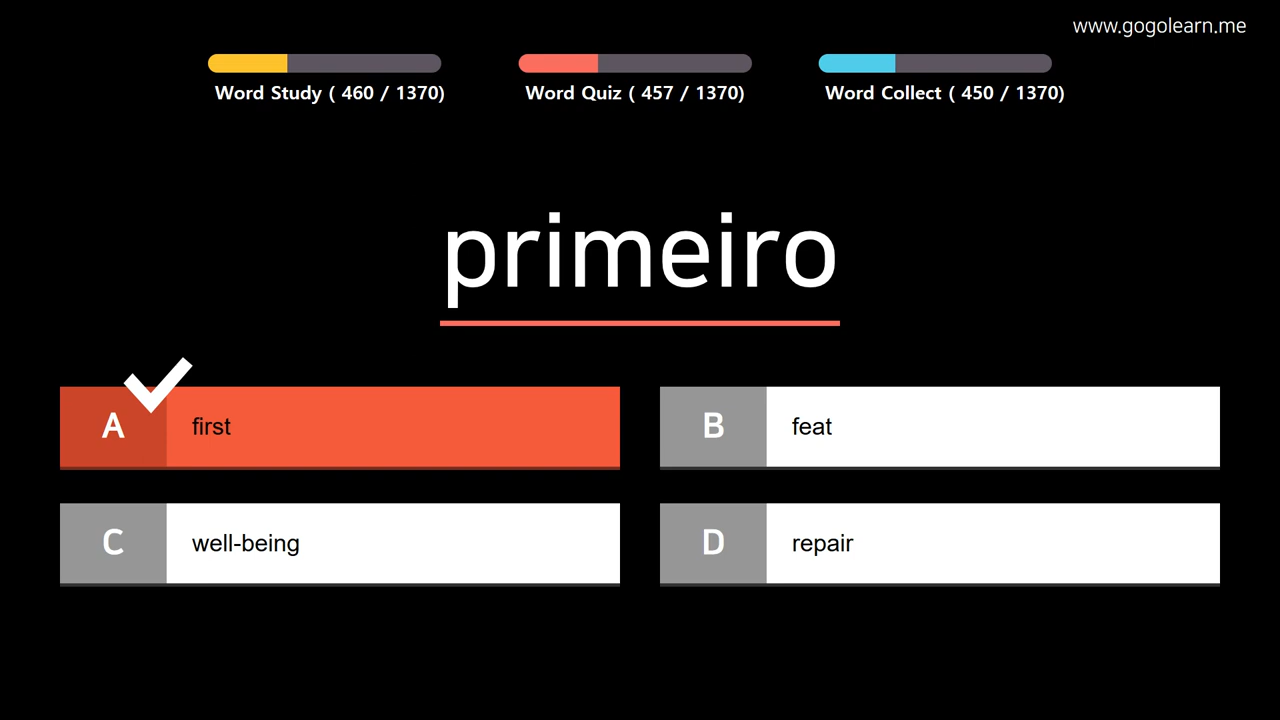 www.gogolearn.me
Word Study ( 460 / 1370)
Word Quiz ( 457 / 1370)
Word Collect ( 450 / 1370)
primeiro
A first
B feat
C well-being
D repair